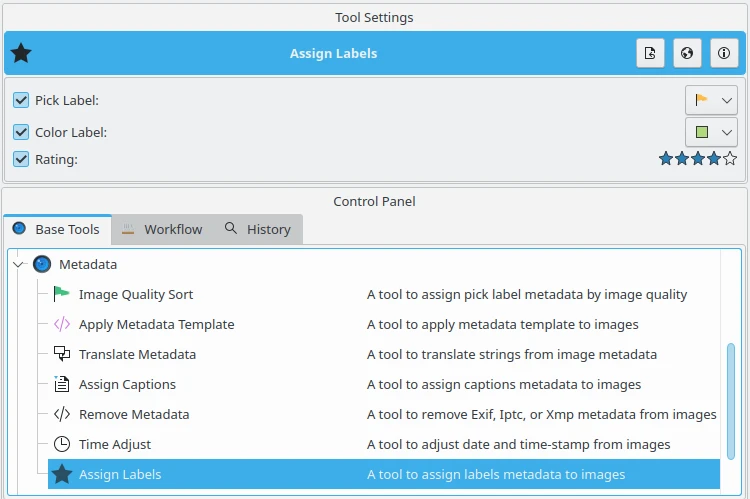 Tool Settings
Assign Labels
Pick Label:
Color Label:
Rating:
Control Panel
Base Tools Workflow History
Metadata
Image Quality Sort A tool to assign pick label metadata by image quality
Apply Metadata Template A tool to apply metadata template to images
Translate Metadata A tool to translate strings from image metadata
Assign Captions A tool to assign captions metadata to images
Remove Metadata A tool to remove Exif, Iptc, or Xmp metadata from images
Time Adjust A tool to adjust date and time-stamp from images
Assign Labels A tool to assign labels metadata to images